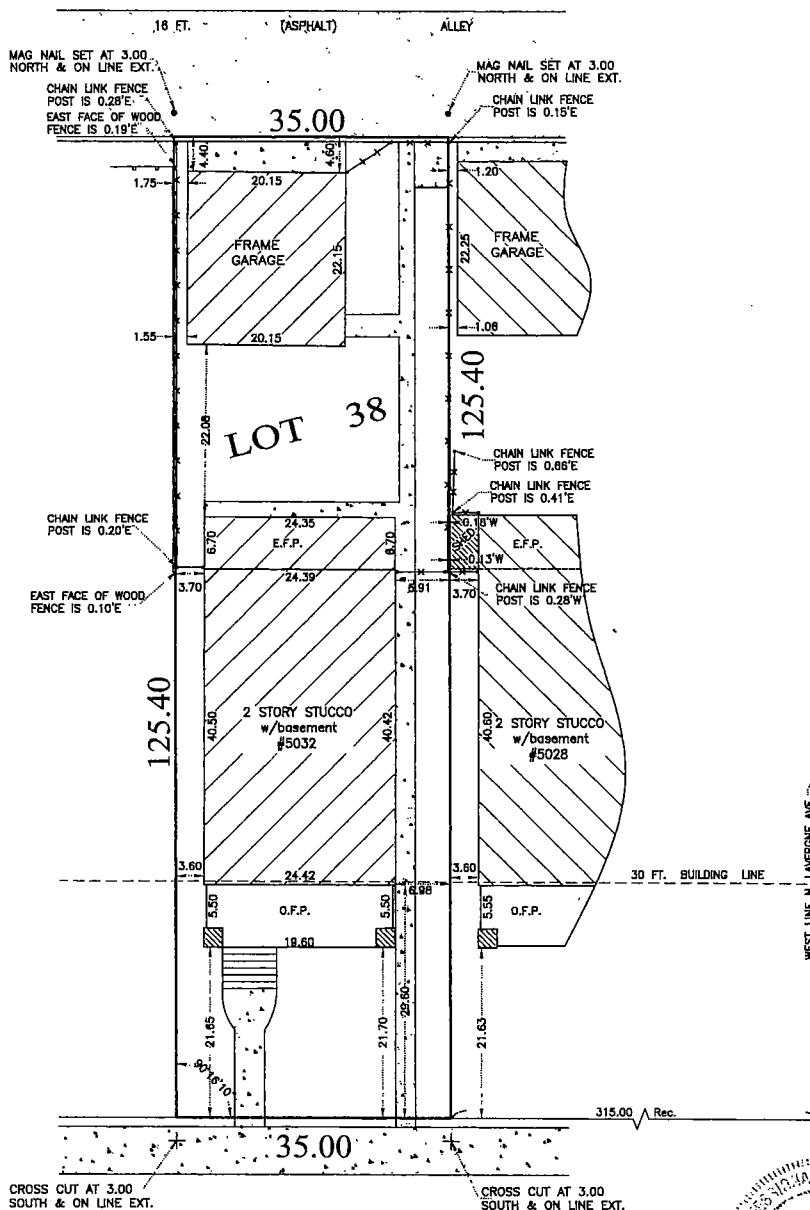 16 FT. (ASPHALT) ALLEY
MAG NAIL SET AT 3.00
NORTH & ON LINE EXT.
MAG NAIL SET AT 3.00
NORTH & ON LINE EXT.
CHAIN LINK FENCE
POST IS 0.28'E
EAST FACE OF WOOD
FENCE IS 0.19'E
35.00
CHAIN LINK FENCE
POST IS 0.15'E
4.40
4.60
1.75
20.15
1.20
FRAME
GARAGE
22.15
FRAME
GARAGE
22.25
1.55
20.15
1.08
125.40
22.08
LOT 38
CHAIN LINK FENCE
POST IS 0.66'E
CHAIN LINK FENCE
POST IS 0.41'E
CHAIN LINK FENCE
POST IS 0.20'E
24.35
0.18'W
6.70
E.F.P.
6.70
E.F.P.
0.13'W
24.39
3.70
6.91
3.70
CHAIN LINK FENCE
POST IS 0.28'W
EAST FACE OF WOOD
FENCE IS 0.10'E
125.40
40.50
2 STORY STUCCO
w/basement
#5032
40.42
40.60
2 STORY STUCCO
w/basement
#5028
WEST LINE N. LAVERGNE AVE.
3.60
24.42
6.98
3.60
30 FT. BUILDING LINE
5.50
O.F.P.
5.50
5.55
O.F.P.
19.60
21.65
21.70
29.60
21.63
90°16'10"
315.00 Rec.
35.00
CROSS CUT AT 3.00
SOUTH & ON LINE EXT.
CROSS CUT AT 3.00
SOUTH & ON LINE EXT.